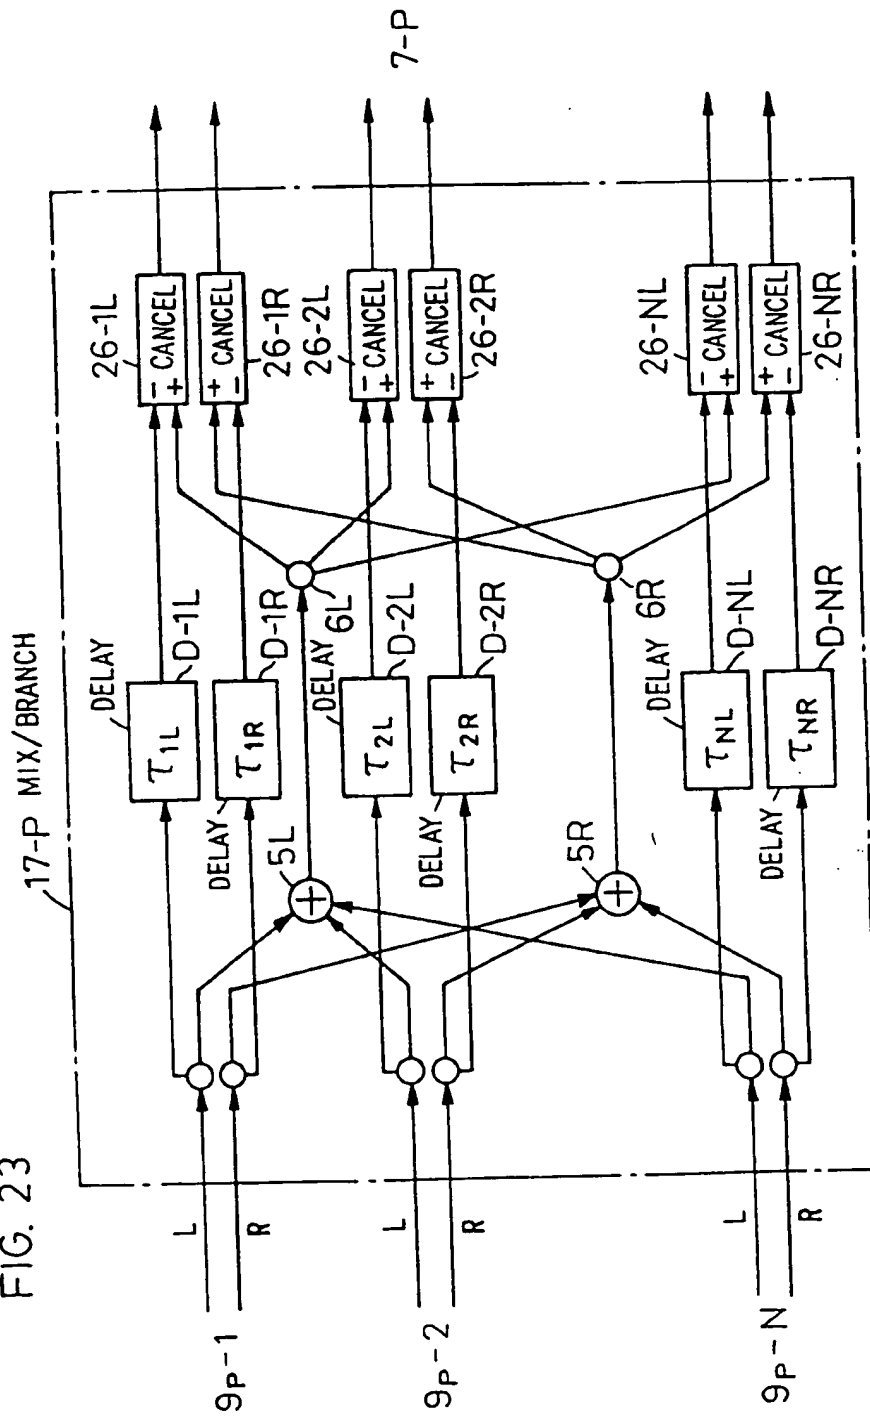 FIG. 23
17-P MIX/BRANCH
9P-1
L
R
9P-2
L
R
9P-N
L
R
DELAY
τ1L
D-1L
DELAY
τ1R
D-1R
5L
6L
DELAY
τ2L
D-2L
DELAY
τ2R
D-2R
5R
6R
DELAY
τNL
D-NL
DELAY
τNR
D-NR
26-1L
- CANCEL
+
+ CANCEL
-
26-1R
26-2L
- CANCEL
+
+ CANCEL
-
26-2R
26-NL
- CANCEL
+
+ CANCEL
-
26-NR
7-P